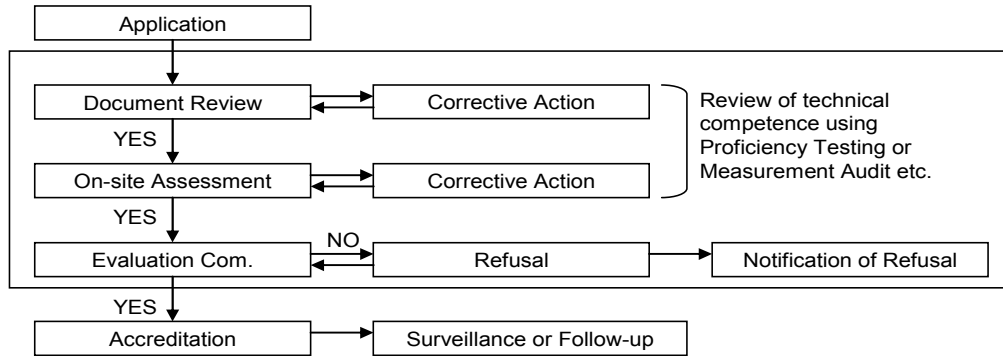 Application
Document Review
Corrective Action
Review of technical
competence using
Proficiency Testing or
Measurement Audit etc.
YES
On-site Assessment
Corrective Action
YES
Evaluation Com.
NO
Refusal
Notification of Refusal
YES
Accreditation
Surveillance or Follow-up